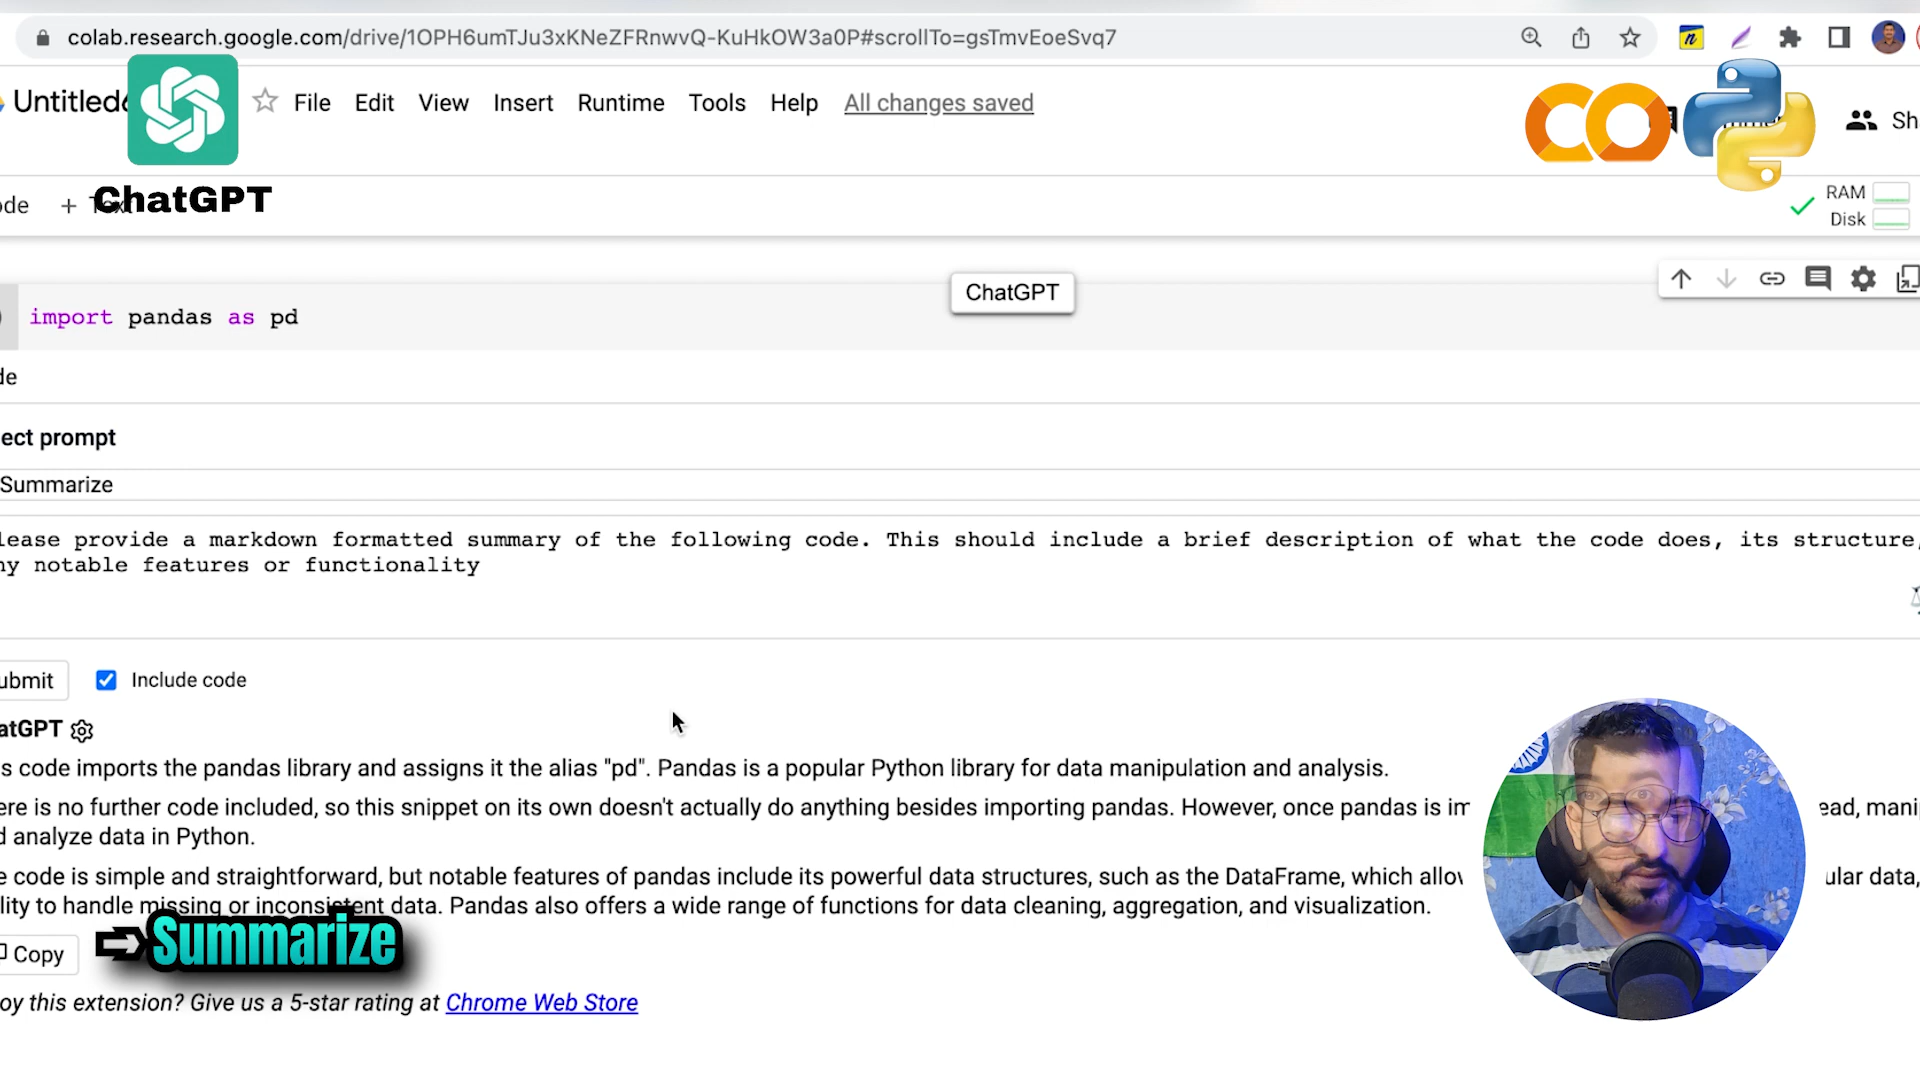 colab.research.google.com/drive/1OPH6umTJu3xKNeZFRnwvQ-KuHkOW3a0P#scrollTo=gsTmvEoeSvq7
Untitled
File Edit View Insert Runtime Tools Help All changes saved
Sh
ChatGPT
ode + Text
RAM
Disk
ChatGPT
import pandas as pd
de
ect prompt
Summarize
lease provide a markdown formatted summary of the following code. This should include a brief description of what the code does, its structure,
ny notable features or functionality
ubmit Include code
atGPT
s code imports the pandas library and assigns it the alias "pd". Pandas is a popular Python library for data manipulation and analysis.
ere is no further code included, so this snippet on its own doesn't actually do anything besides importing pandas. However, once pandas is im ead, mani
d analyze data in Python.
e code is simple and straightforward, but notable features of pandas include its powerful data structures, such as the DataFrame, which allow ular data,
lity to handle missing or inconsistent data. Pandas also offers a wide range of functions for data cleaning, aggregation, and visualization.
Copy
Summarize
oy this extension? Give us a 5-star rating at Chrome Web Store